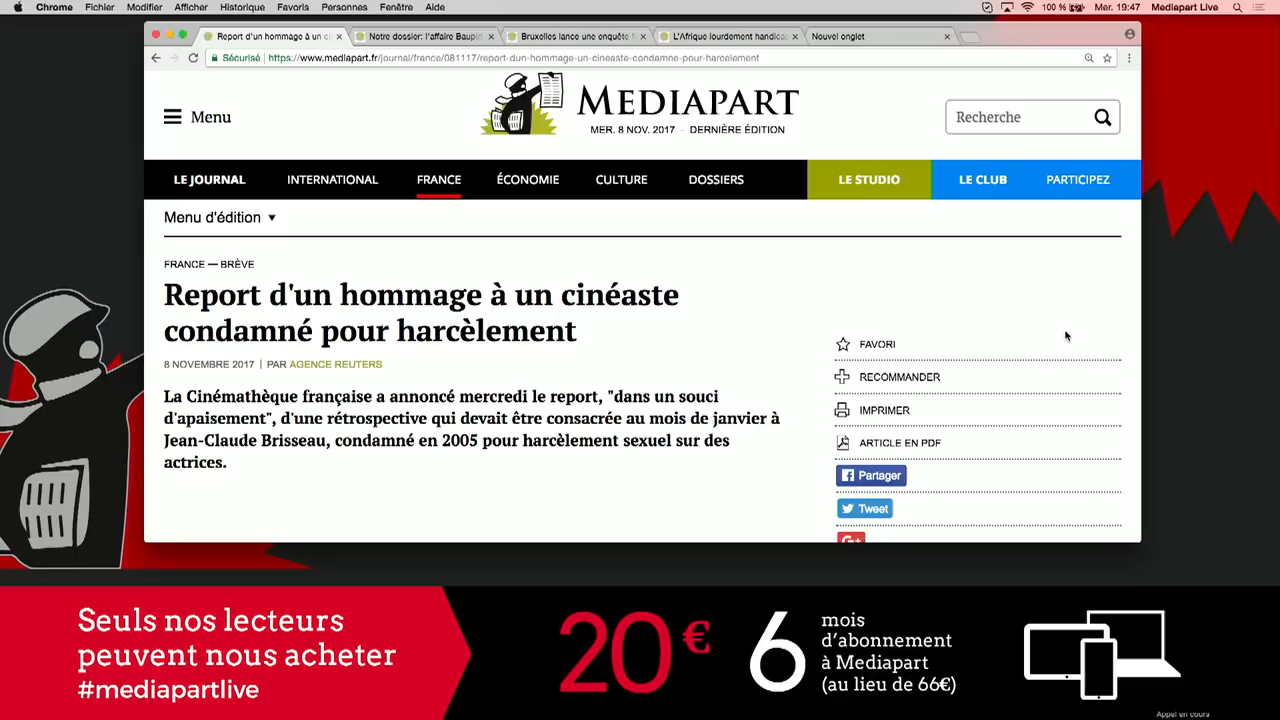 Chrome Fichier Modifier Afficher Historique Favoris Personnes Fenêtre Aide 100 % Mer. 19:47 Mediapart Live
Report d'un hommage à un ci
Notre dossier: l'affaire Baupin
Bruxelles lance une enquête
L'Afrique lourdement handica
Nouvel onglet
Sécurisé https://www.mediapart.fr/journal/france/081117/report-dun-hommage-un-cineaste-condamne-pour-harcelement
Menu
MEDIAPART
MER. 8 NOV. 2017 - DERNIÈRE ÉDITION
Recherche
LE JOURNAL INTERNATIONAL FRANCE ÉCONOMIE CULTURE DOSSIERS LE STUDIO LE CLUB PARTICIPEZ
Menu d'édition
FRANCE — BRÈVE
Report d'un hommage à un cinéaste
condamné pour harcèlement
8 NOVEMBRE 2017 | PAR AGENCE REUTERS
La Cinémathèque française a annoncé mercredi le report, "dans un souci
d'apaisement", d'une rétrospective qui devait être consacrée au mois de janvier à
Jean-Claude Brisseau, condamné en 2005 pour harcèlement sexuel sur des
actrices.
FAVORI
RECOMMANDER
IMPRIMER
ARTICLE EN PDF
Partager
Tweet
G+
Seuls nos lecteurs
peuvent nous acheter
#mediapartlive
20 €
6
mois
d'abonnement
à Mediapart
(au lieu de 66€)
Appel en cours